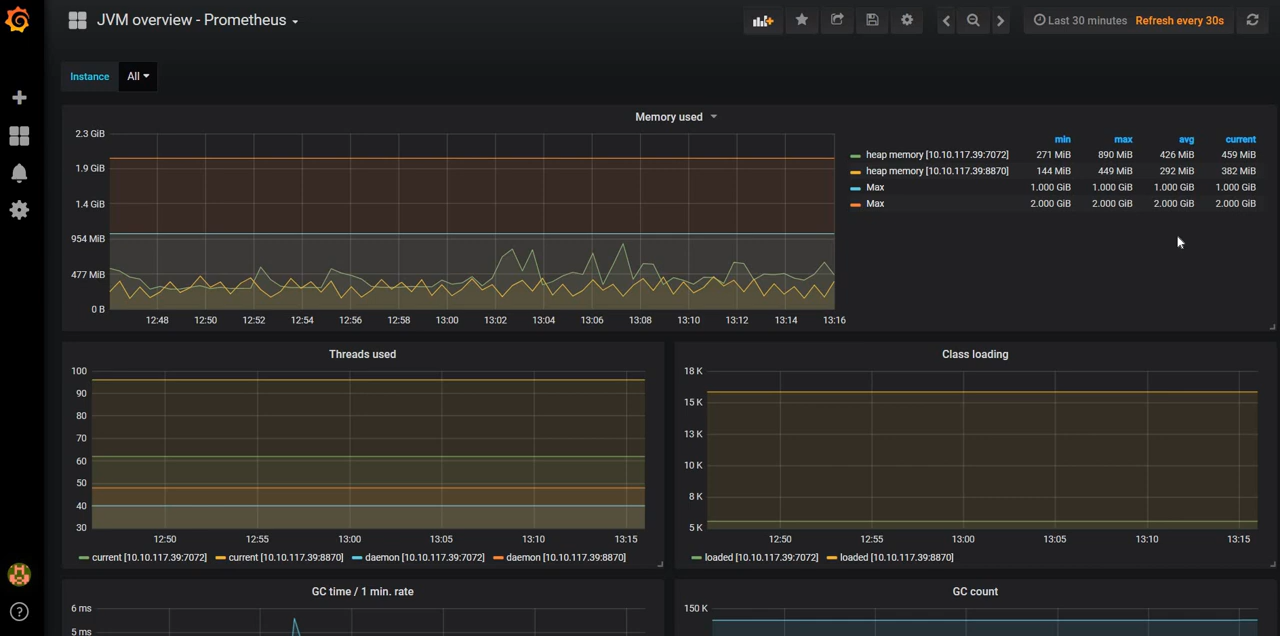 JVM overview - Prometheus
Last 30 minutes Refresh every 30s
Instance All
Memory used
2.3 GiB
1.9 GiB
1.4 GiB
954 MiB
477 MiB
0 B
12:48 12:50 12:52 12:54 12:56 12:58 13:00 13:02 13:04 13:06 13:08 13:10 13:12 13:14 13:16
min max avg current
heap memory [10.10.117.39:7072] 271 MiB 890 MiB 426 MiB 459 MiB
heap memory [10.10.117.39:8870] 144 MiB 449 MiB 292 MiB 382 MiB
Max 1.000 GiB 1.000 GiB 1.000 GiB 1.000 GiB
Max 2.000 GiB 2.000 GiB 2.000 GiB 2.000 GiB
Threads used
100
90
80
70
60
50
40
30
12:50 12:55 13:00 13:05 13:10 13:15
current [10.10.117.39:7072] current [10.10.117.39:8870] daemon [10.10.117.39:7072] daemon [10.10.117.39:8870]
Class loading
18 K
15 K
13 K
10 K
8 K
5 K
12:50 12:55 13:00 13:05 13:10 13:15
loaded [10.10.117.39:7072] loaded [10.10.117.39:8870]
GC time / 1 min. rate
6 ms
5 ms
GC count
150 K
?